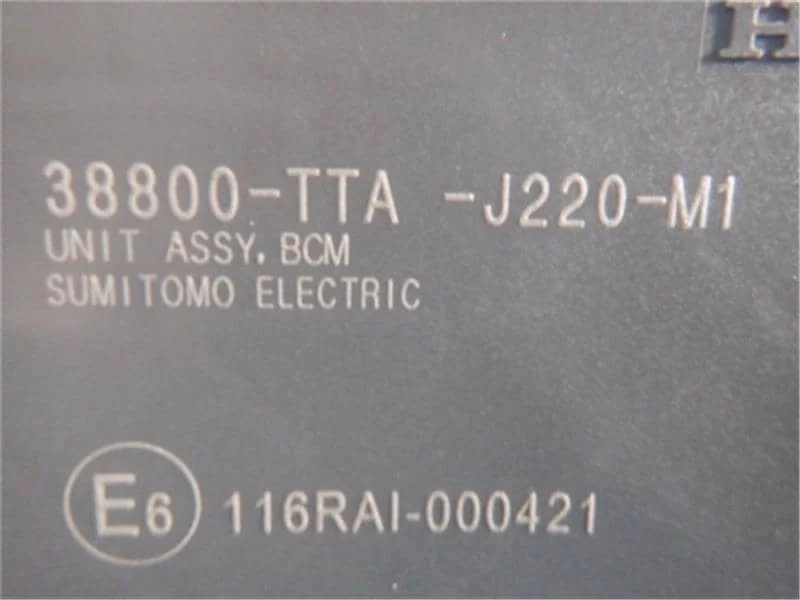 H
38800-TTA -J220-M1
UNIT ASSY, BCM
SUMITOMO ELECTRIC
E6 116RAI-000421